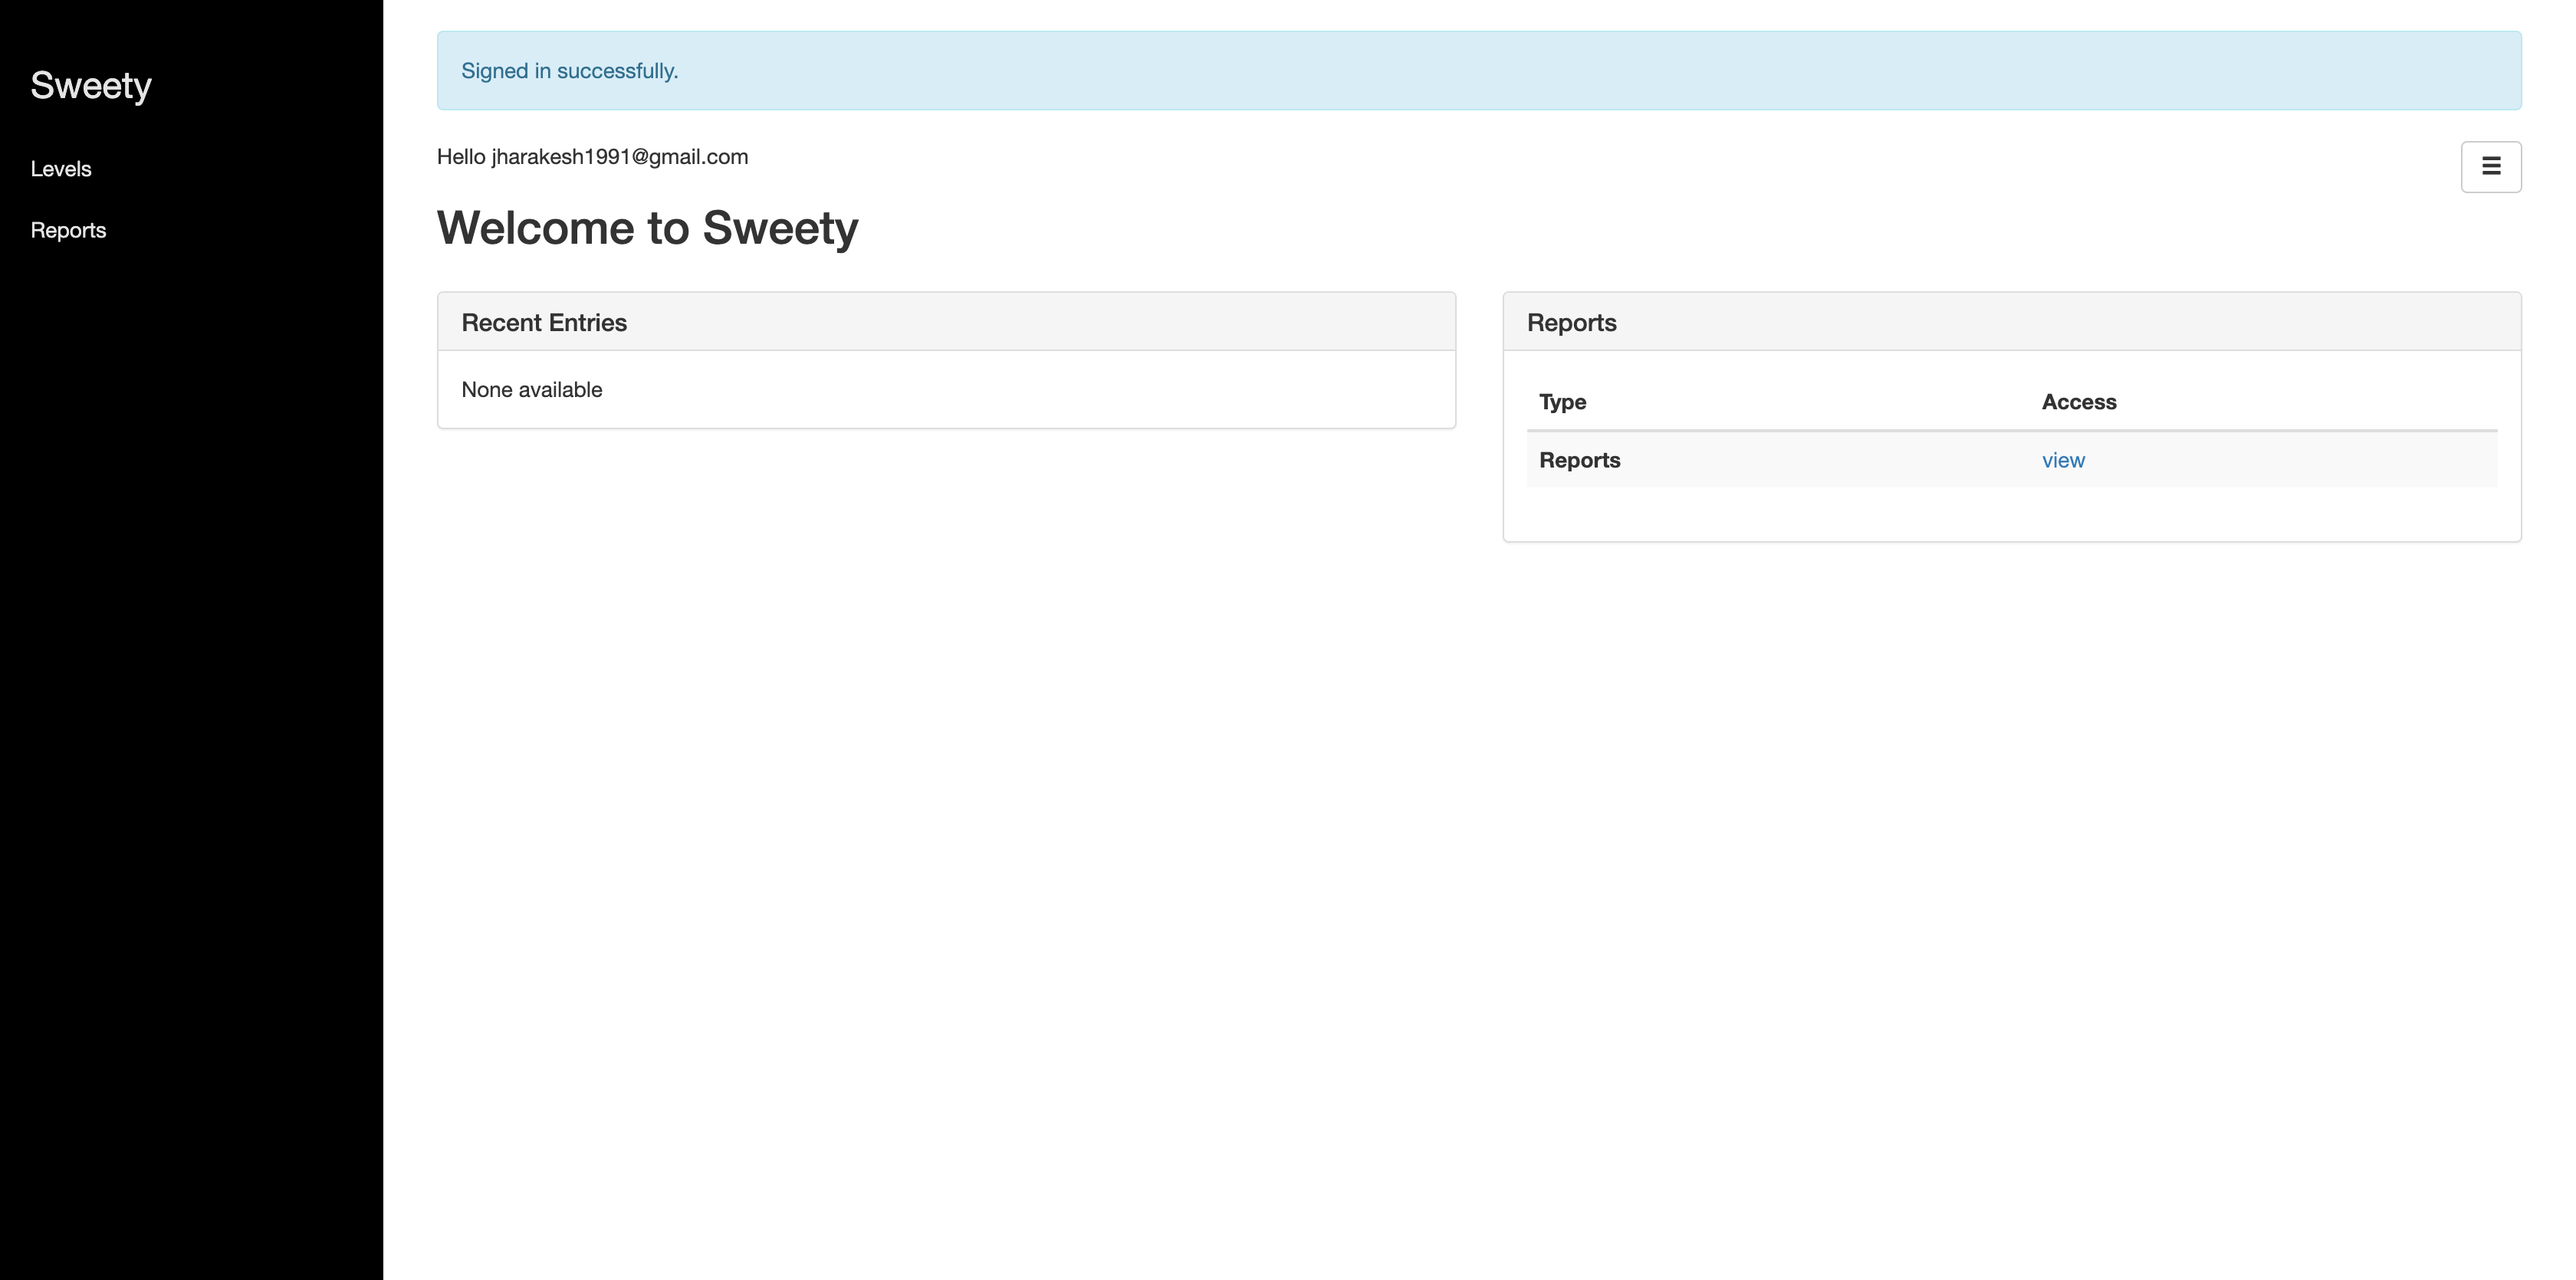 Sweety
Levels
Reports
Signed in successfully.
Hello jharakesh1991@gmail.com
Welcome to Sweety
Recent Entries
None available
Reports
Type Access
Reports view